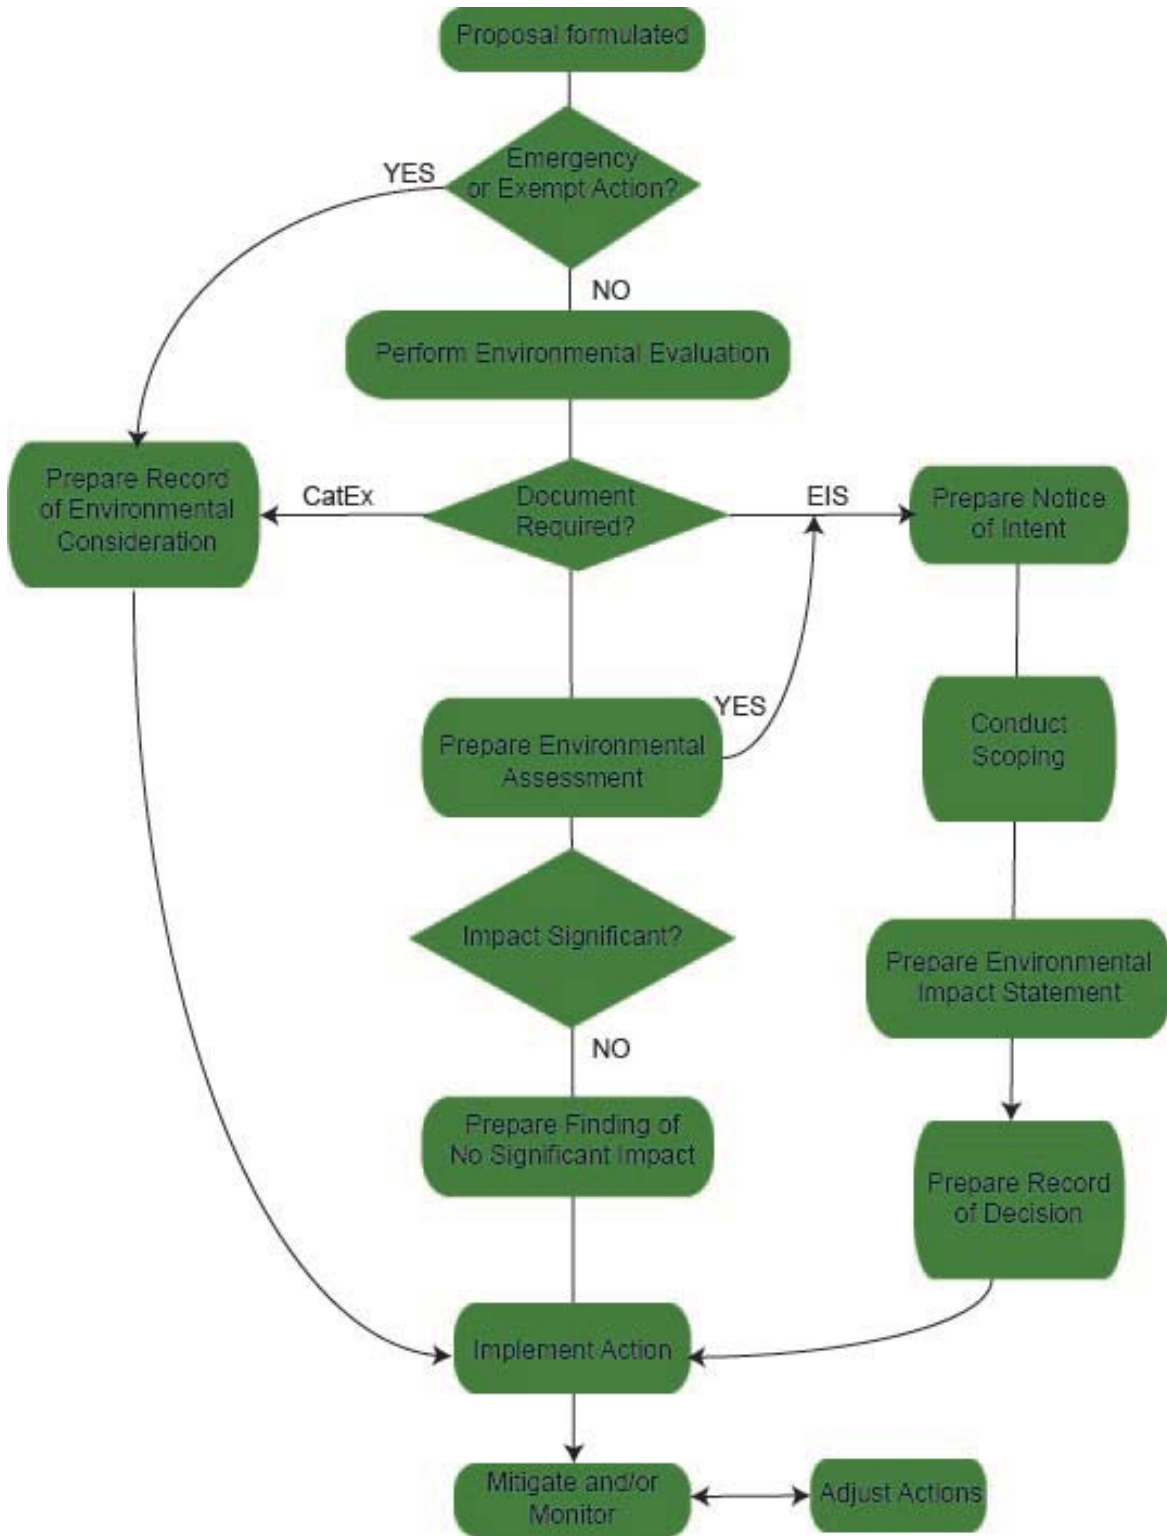 Proposal formulated
Emergency
or Exempt Action?
YES
NO
Perform Environmental Evaluation
Prepare Record
of Environmental
Consideration
CatEx
Document
Required?
EIS
Prepare Notice
of Intent
YES
Prepare Environmental
Assessment
Conduct
Scoping
Impact Significant?
Prepare Environmental
Impact Statement
NO
Prepare Finding of
No Significant Impact
Prepare Record
of Decision
Implement Action
Mitigate and/or
Monitor
Adjust Actions